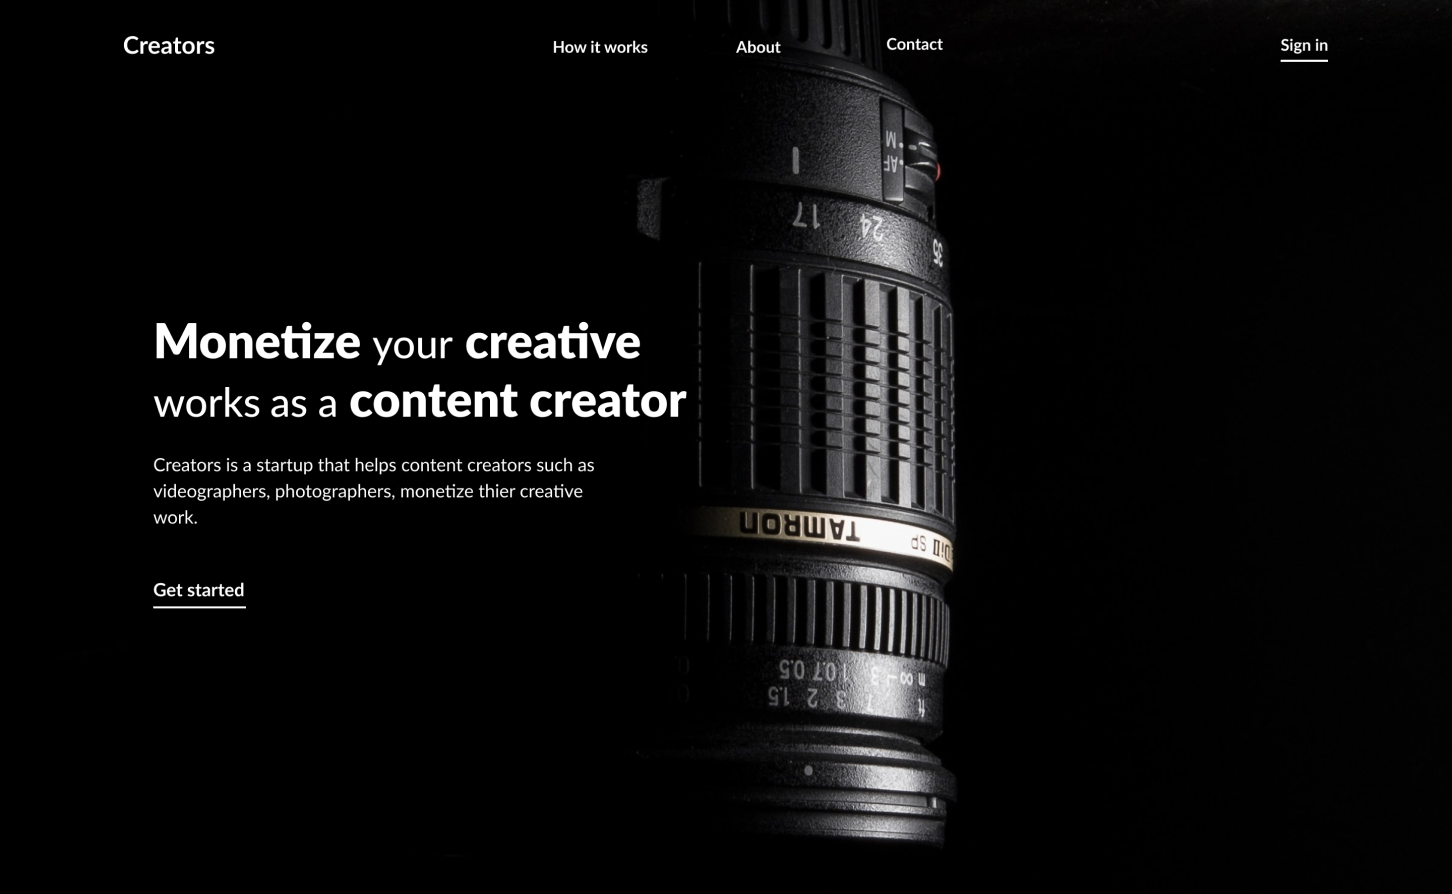 Creators
How it works
About
Contact
Sign in
M
AF
17
24
35
Monetize your creative
works as a content creator
Creators is a startup that helps content creators such as
videographers, photographers, monetize thier creative
work.
TAMRON
Di II SP
Get started
0.5 0.7 1 3 ∞ m
1.5 2 3 7 ft